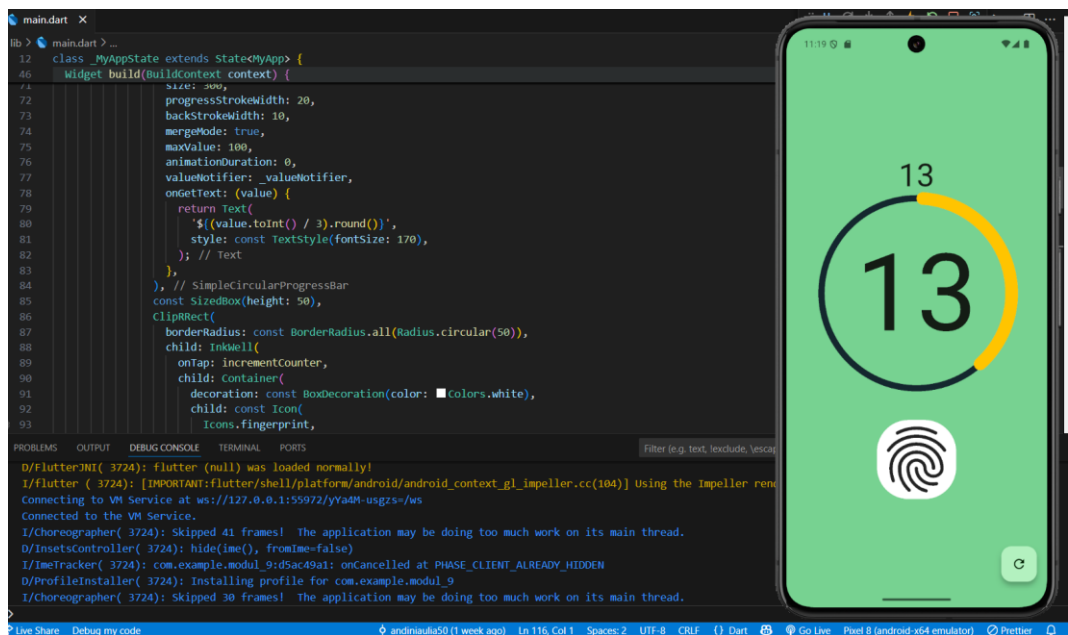 main.dart ×
lib > main.dart > ...
12 class _MyAppState extends State<MyApp> {
46 Widget build(BuildContext context) {
71 size: 300,
72 progressStrokeWidth: 20,
73 backStrokeWidth: 10,
74 mergeMode: true,
75 maxValue: 100,
76 animationDuration: 0,
77 valueNotifier: _valueNotifier,
78 onGetText: (value) {
79 return Text(
80 '${(value.toInt() / 3).round()}',
81 style: const TextStyle(fontSize: 170),
82 ); // Text
83 },
84 ), // SimpleCircularProgressBar
85 const SizedBox(height: 50),
86 ClipRRect(
87 borderRadius: const BorderRadius.all(Radius.circular(50)),
88 child: InkWell(
89 onTap: incrementCounter,
90 child: Container(
91 decoration: const BoxDecoration(color: Colors.white),
92 child: const Icon(
93 Icons.fingerprint,
PROBLEMS OUTPUT DEBUG CONSOLE TERMINAL PORTS
Filter (e.g. text, !exclude, \escap
D/FlutterJNI( 3724): flutter (null) was loaded normally!
I/flutter ( 3724): [IMPORTANT:flutter/shell/platform/android/android_context_gl_impeller.cc(104)] Using the Impeller ren
Connecting to VM Service at ws://127.0.0.1:55972/yYa4M-usgzs=/ws
Connected to the VM Service.
I/Choreographer( 3724): Skipped 41 frames! The application may be doing too much work on its main thread.
D/InsetsController( 3724): hide(ime(), fromIme=false)
I/ImeTracker( 3724): com.example.modul_9:d5ac49a1: onCancelled at PHASE_CLIENT_ALREADY_HIDDEN
D/ProfileInstaller( 3724): Installing profile for com.example.modul_9
I/Choreographer( 3724): Skipped 30 frames! The application may be doing too much work on its main thread.
>
Live Share Debug my code andiniaulia50 (1 week ago) Ln 116, Col 1 Spaces: 2 UTF-8 CRLF {} Dart Go Live Pixel 8 (android-x64 emulator) Prettier
11:19
13
13